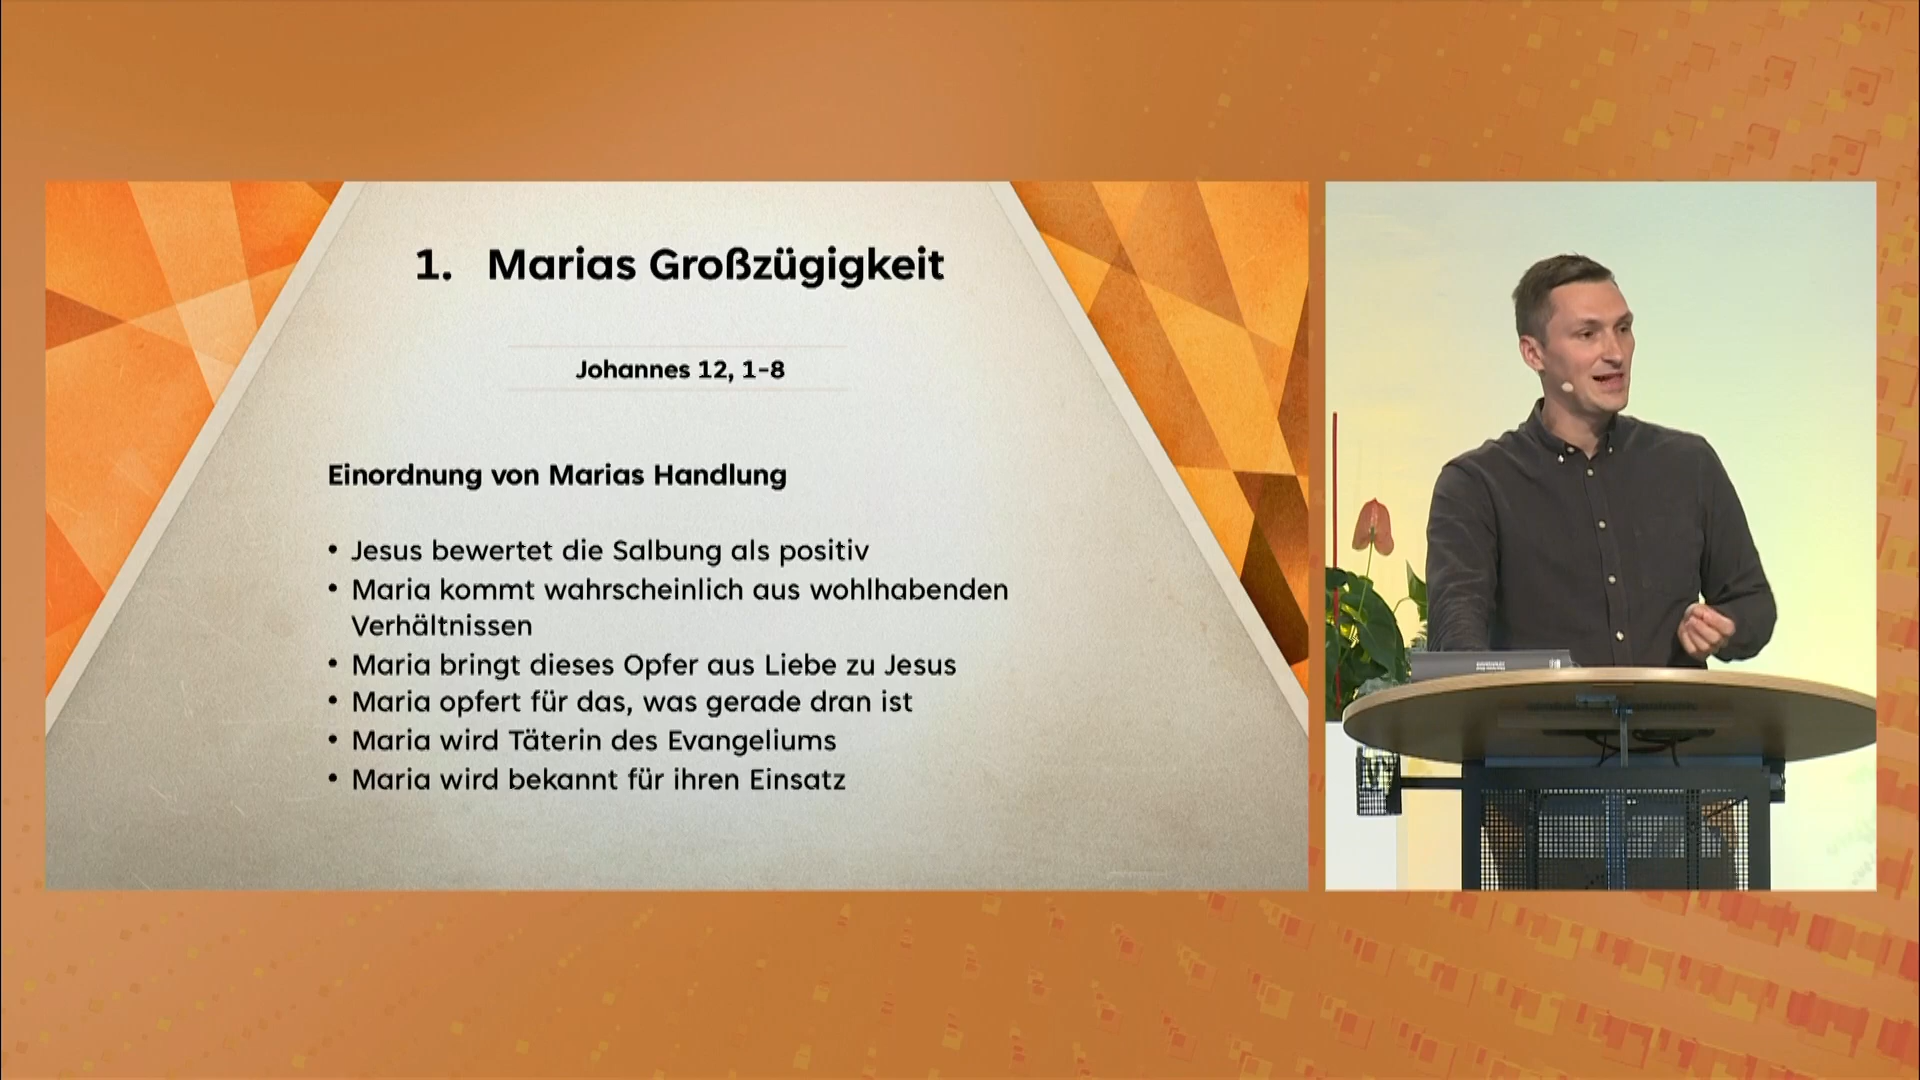 1. Marias Großzügigkeit
Johannes 12, 1-8
Einordnung von Marias Handlung
• Jesus bewertet die Salbung als positiv
• Maria kommt wahrscheinlich aus wohlhabenden
Verhältnissen
• Maria bringt dieses Opfer aus Liebe zu Jesus
• Maria opfert für das, was gerade dran ist
• Maria wird Täterin des Evangeliums
• Maria wird bekannt für ihren Einsatz